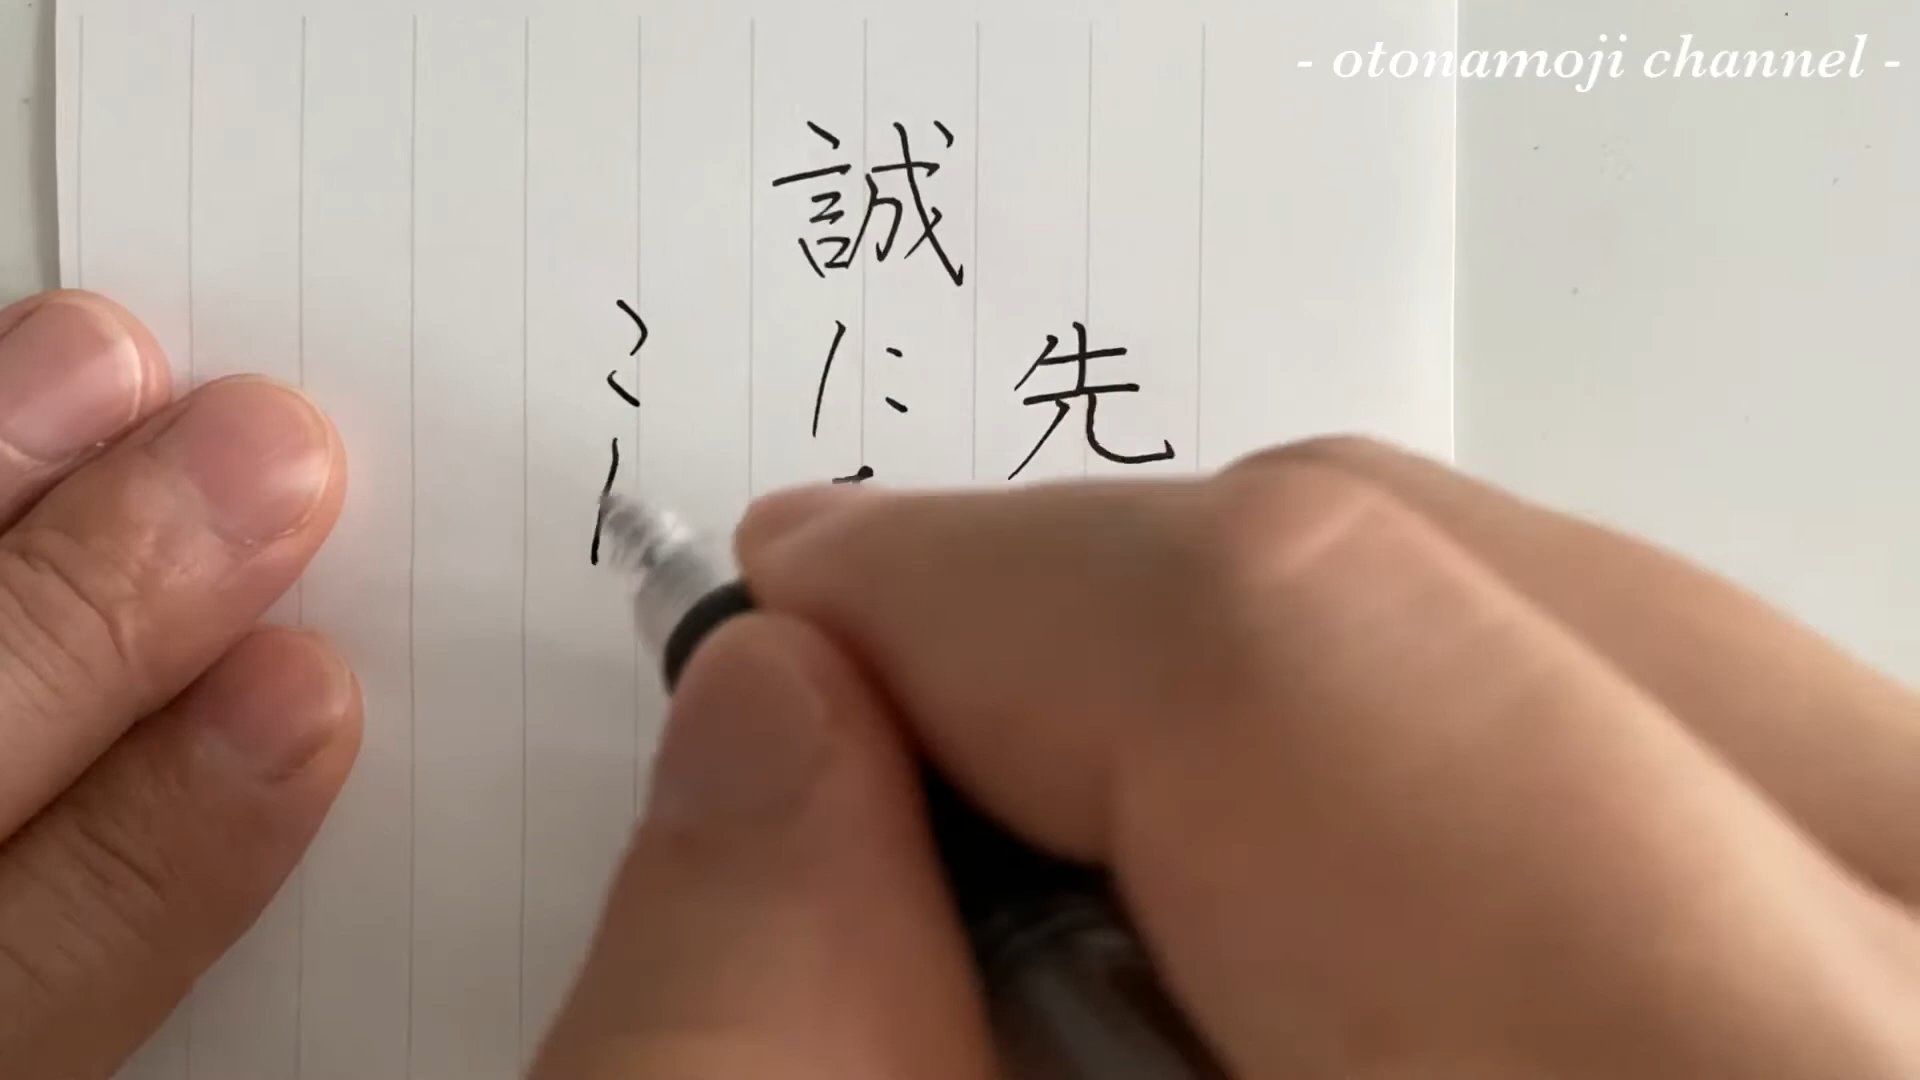 - otonamoji channel -
先
誠に
こ